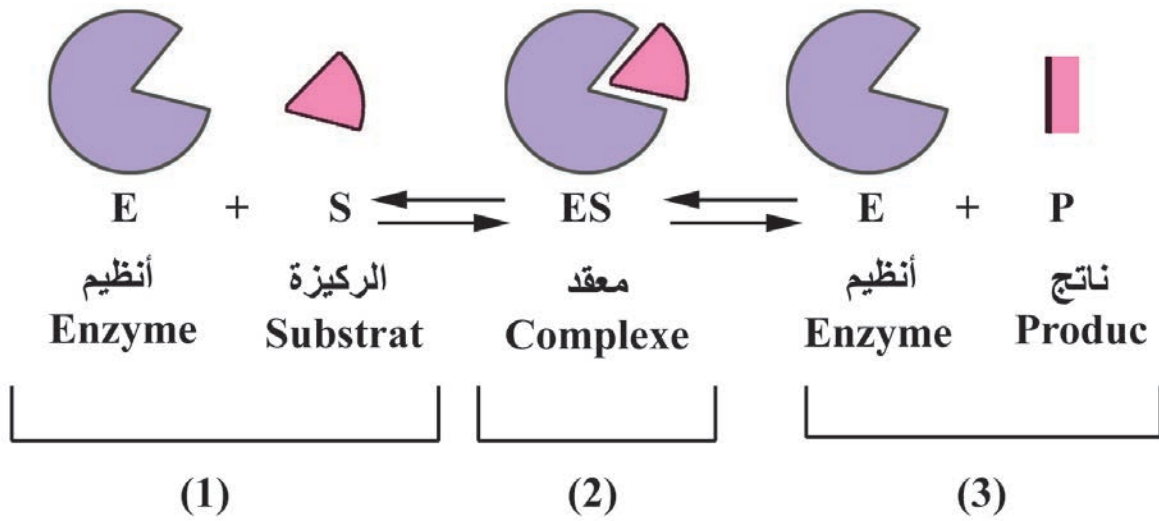 E + S ES E + P
أنظيم الركيزة معقد أنظيم ناتج
Enzyme Substrat Complexe Enzyme Produc
(1) (2) (3)